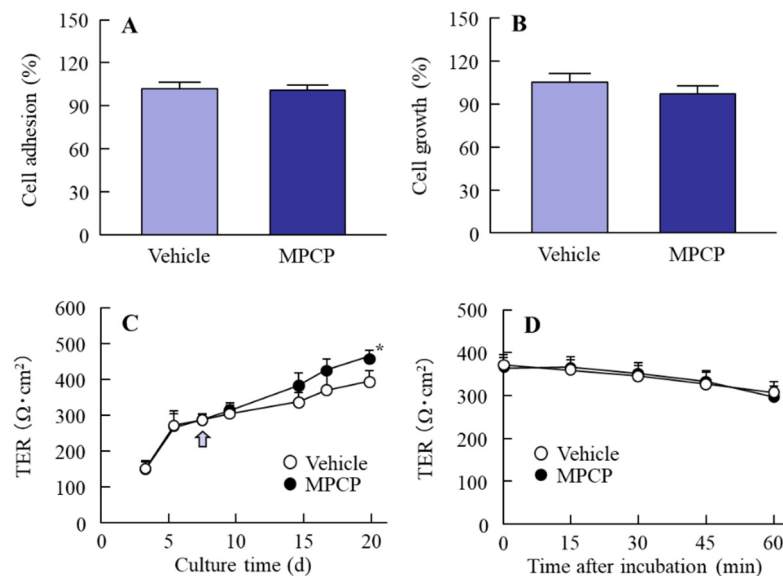 A
Cell adhesion (%)
150
120
90
60
30
0
Vehicle MPCP
B
Cell growth (%)
150
120
90
60
30
0
Vehicle MPCP
C
TER (Ω·cm²)
600
500
400
300
200
100
0
*
Vehicle
MPCP
0 5 10 15 20
Culture time (d)
D
TER (Ω·cm²)
500
400
300
200
100
0
Vehicle
MPCP
0 15 30 45 60
Time after incubation (min)